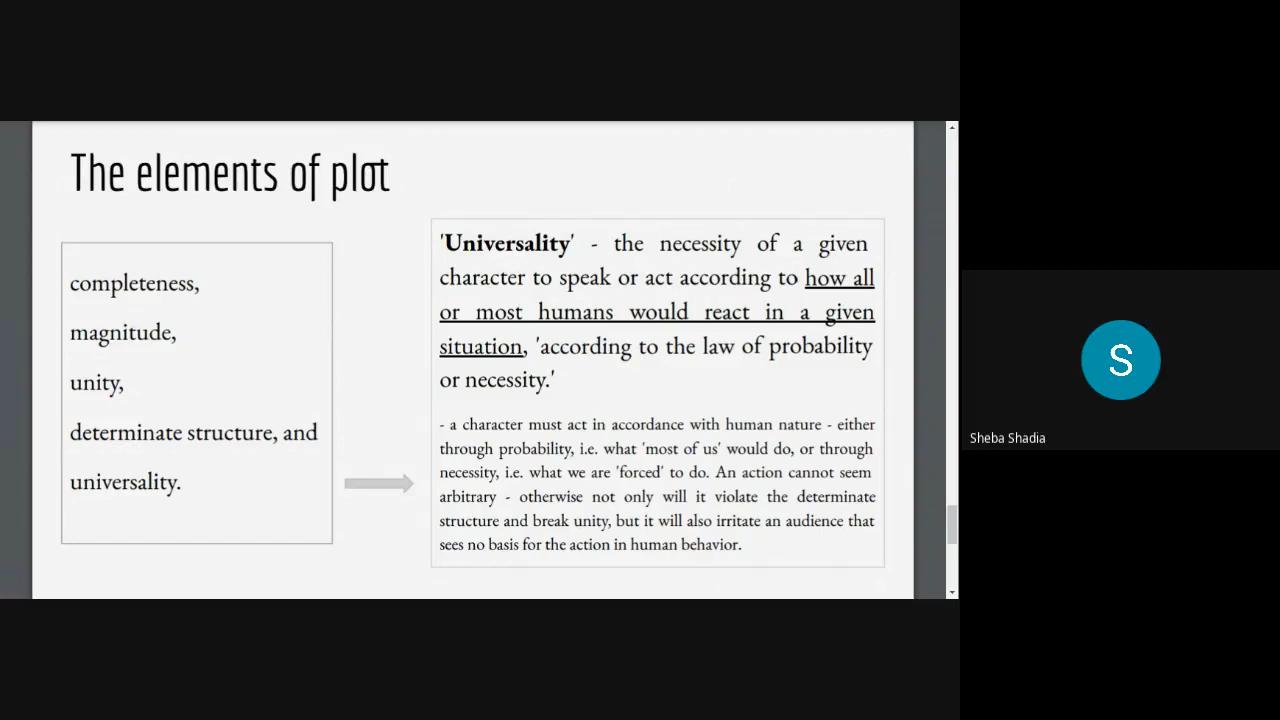 The elements of plot
completeness,
magnitude,
unity,
determinate structure, and
universality.
'Universality' - the necessity of a given
character to speak or act according to how all
or most humans would react in a given
situation, 'according to the law of probability
or necessity.'
- a character must act in accordance with human nature - either
through probability, i.e. what 'most of us' would do, or through
necessity, i.e. what we are 'forced' to do. An action cannot seem
arbitrary - otherwise not only will it violate the determinate
structure and break unity, but it will also irritate an audience that
sees no basis for the action in human behavior.
S
Sheba Shadia